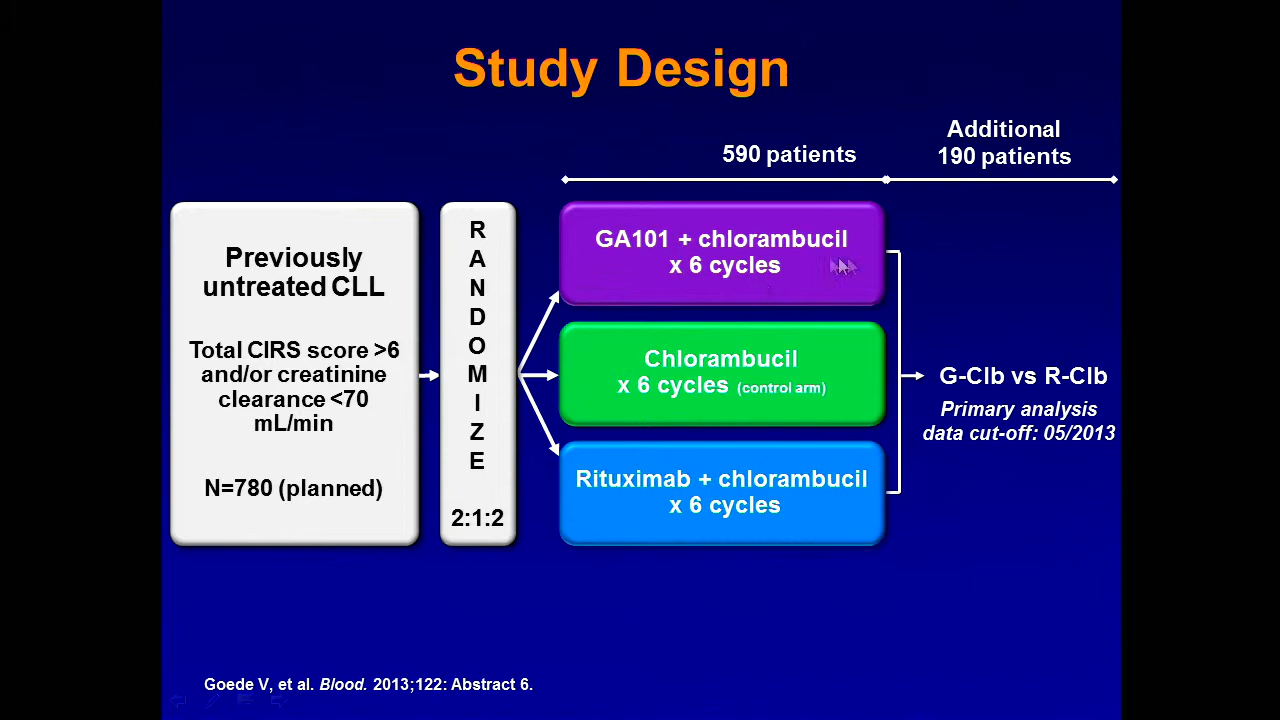 Study Design
590 patients
Additional
190 patients
Previously
untreated CLL
Total CIRS score >6
and/or creatinine
clearance <70
mL/min
N=780 (planned)
R
A
N
D
O
M
I
Z
E
2:1:2
GA101 + chlorambucil
x 6 cycles
Chlorambucil
x 6 cycles (control arm)
Rituximab + chlorambucil
x 6 cycles
G-Clb vs R-Clb
Primary analysis
data cut-off: 05/2013
Goede V, et al. Blood. 2013;122: Abstract 6.